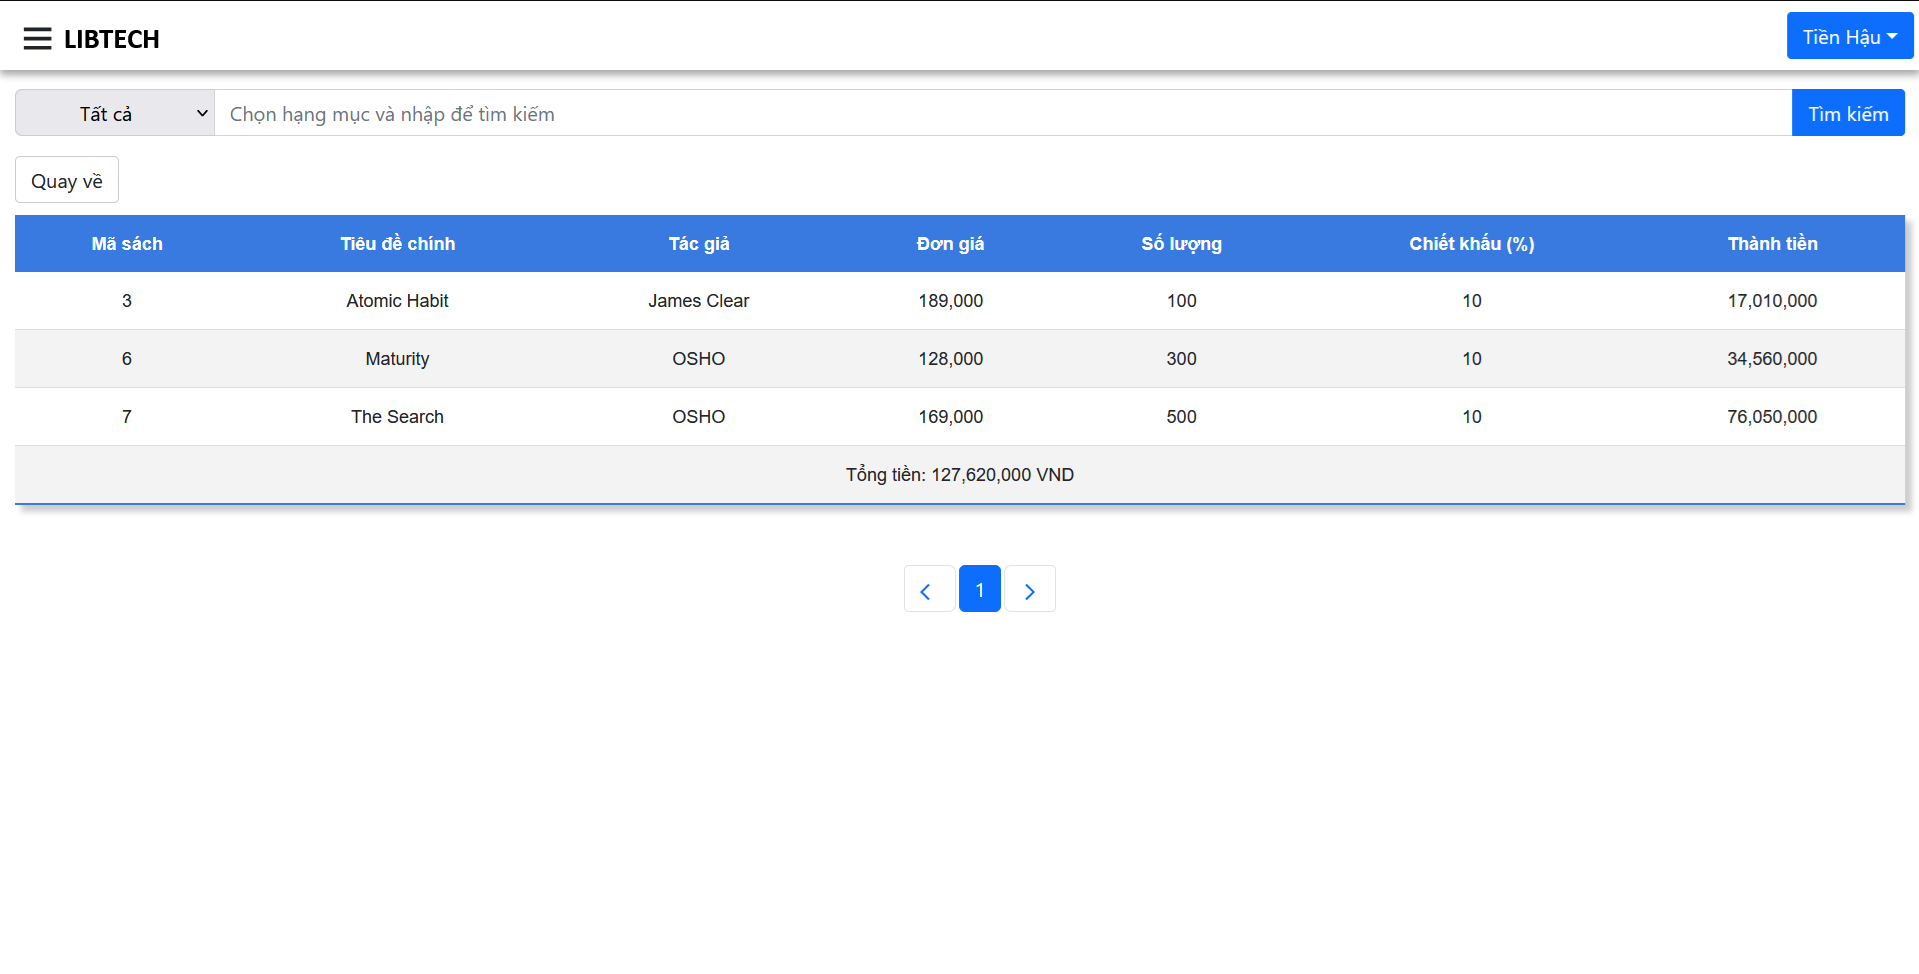 LIBTECH
Tiền Hậu
Tất cả
Chọn hạng mục và nhập để tìm kiếm
Tìm kiếm
Quay về
Mã sách Tiêu đề chính Tác giả Đơn giá Số lượng Chiết khấu (%) Thành tiền
3 Atomic Habit James Clear 189,000 100 10 17,010,000
6 Maturity OSHO 128,000 300 10 34,560,000
7 The Search OSHO 169,000 500 10 76,050,000
Tổng tiền: 127,620,000 VND
1